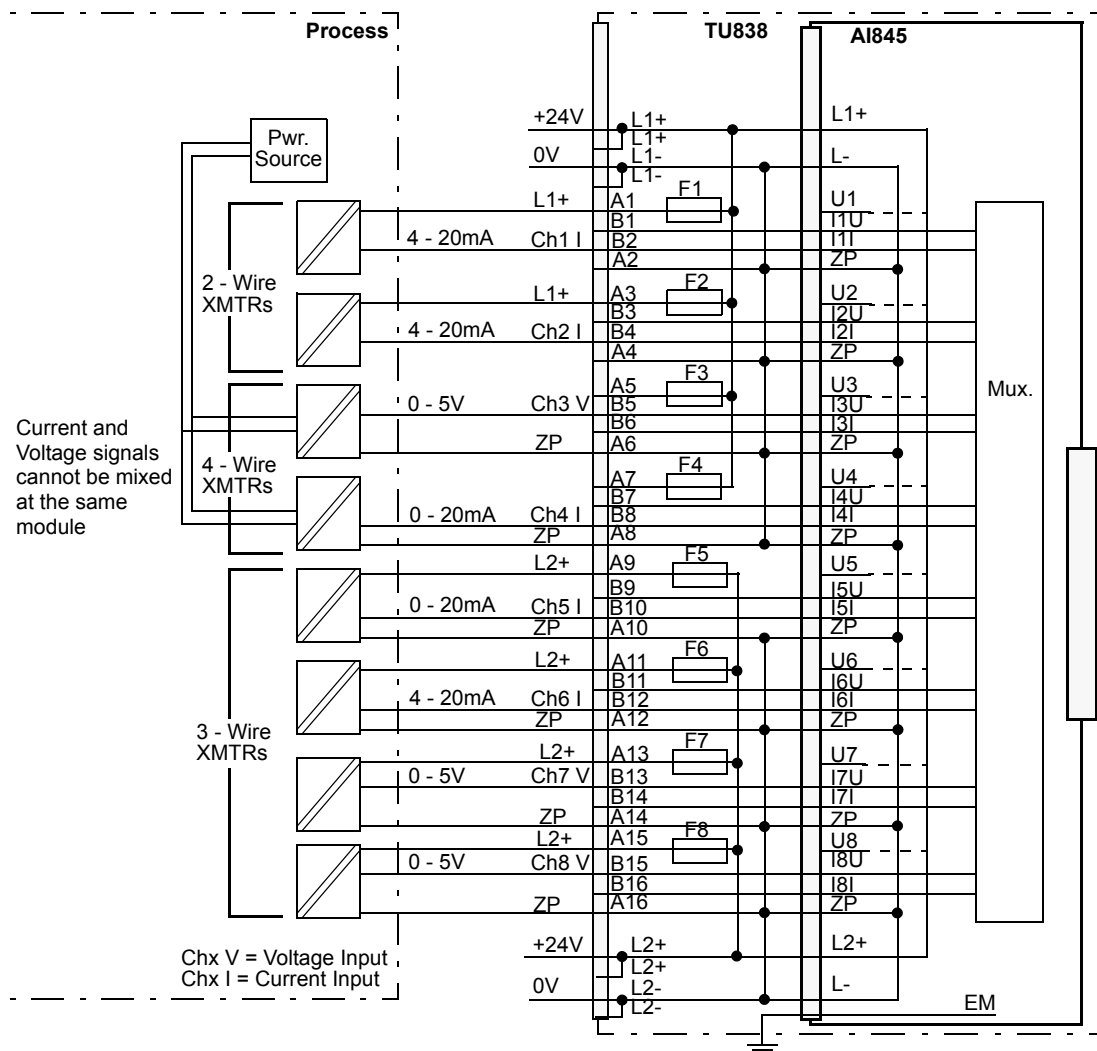 Process
TU838
AI845
+24V
L1+
L1+
L1+
Pwr.
Source
0V
L1-
L-
L1-
L1+
A1
F1
U1
B1
I1U
4 - 20mA
Ch1 I
B2
I1I
A2
ZP
2 - Wire
XMTRs
L1+
A3
F2
U2
B3
I2U
4 - 20mA
Ch2 I
B4
I2I
A4
ZP
Mux.
A5
F3
U3
0 - 5V
Ch3 V
B5
I3U
B6
I3I
ZP
A6
ZP
Current and
Voltage signals
cannot be mixed
at the same
module
4 - Wire
XMTRs
A7
F4
U4
B7
I4U
0 - 20mA
Ch4 I
B8
I4I
ZP
A8
ZP
L2+
A9
F5
U5
B9
I5U
0 - 20mA
Ch5 I
B10
I5I
ZP
A10
ZP
L2+
A11
F6
U6
B11
I6U
4 - 20mA
Ch6 I
B12
I6I
ZP
A12
ZP
3 - Wire
XMTRs
L2+
A13
F7
U7
0 - 5V
Ch7 V
B13
I7U
B14
I7I
ZP
A14
ZP
L2+
A15
F8
U8
0 - 5V
Ch8 V
B15
I8U
B16
I8I
ZP
A16
ZP
+24V
L2+
L2+
L2+
Chx V = Voltage Input
Chx I = Current Input
0V
L2-
L-
L2-
EM